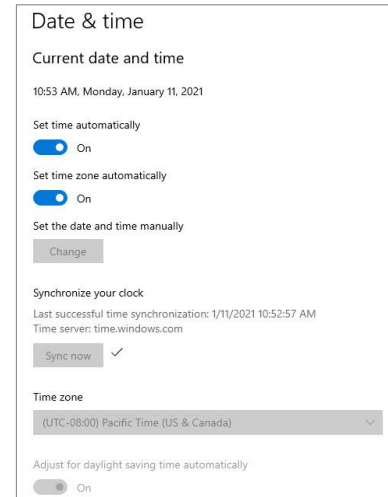 Date & time
Current date and time
10:53 AM, Monday, January 11, 2021
Set time automatically
On
Set time zone automatically
On
Set the date and time manually
Change
Synchronize your clock
Last successful time synchronization: 1/11/2021 10:52:57 AM
Time server: time.windows.com
Sync now
Time zone
(UTC-08:00) Pacific Time (US & Canada)
Adjust for daylight saving time automatically
On